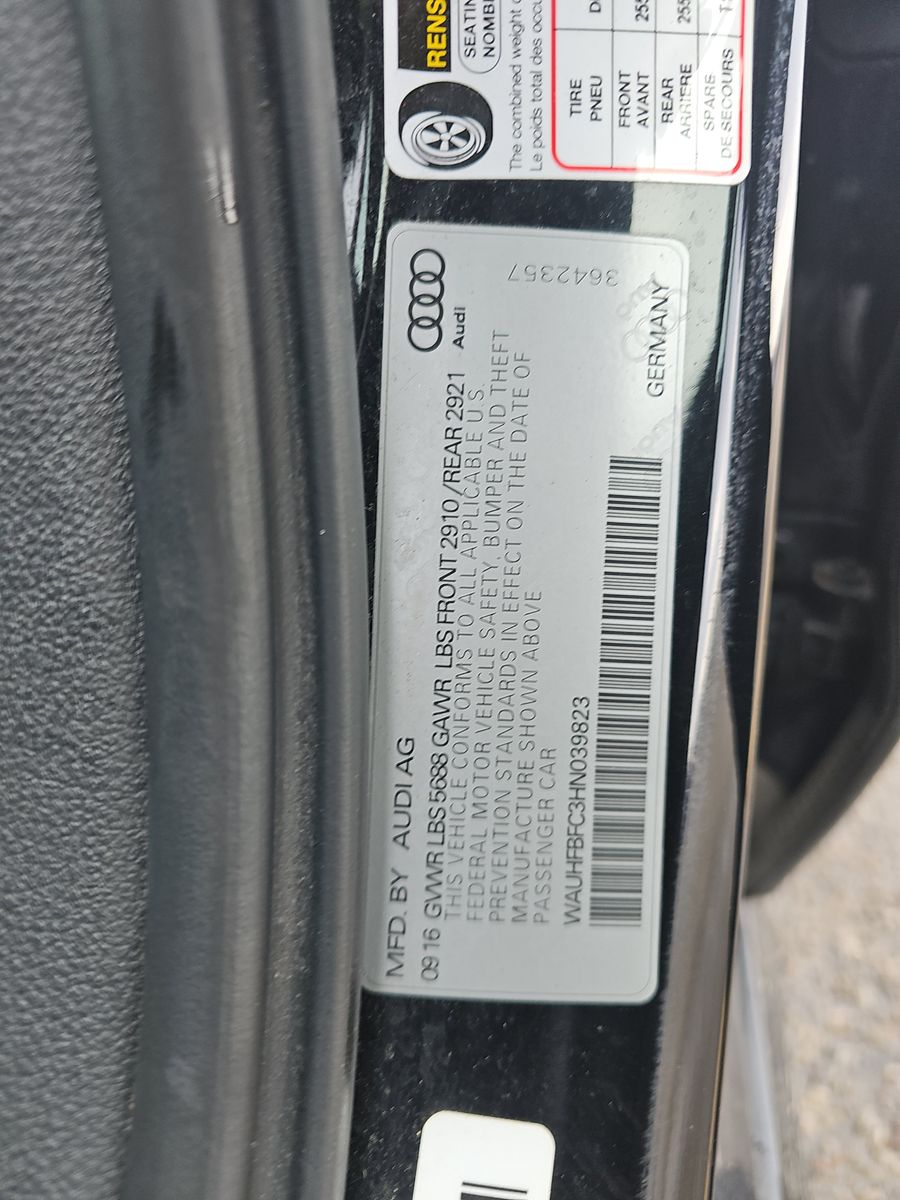 MFD. BY AUDI AG
09 16 GVWR LBS 5688 GAWR LBS FRONT 2910/REAR 2921
THIS VEHICLE CONFORMS TO ALL APPLICABLE U.S.
FEDERAL MOTOR VEHICLE SAFETY, BUMPER AND THEFT
PREVENTION STANDARDS IN EFFECT ON THE DATE OF
MANUFACTURE SHOWN ABOVE
PASSENGER CAR
WAUHFBFC3HN039823
Audi
3642357
GERMANY
RENS
SEATIN
NOMB
The combined weight
Le poids total des occu
TIRE
PNEU
FRONT
AVANT
255
REAR
ARRIERE
255
SPARE
DE SECOURS